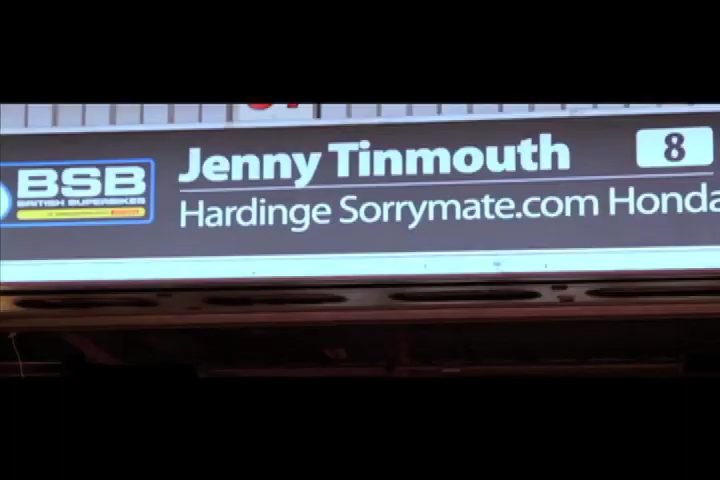 BSB
BRITISH SUPERBIKES
Jenny Tinmouth
8
Hardinge Sorrymate.com Honda